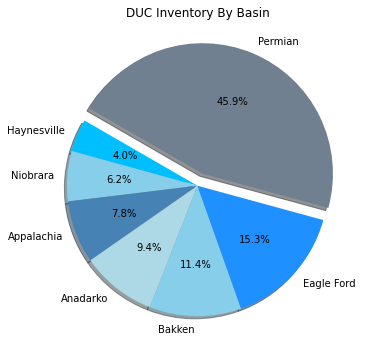 DUC Inventory By Basin
Permian
45.9%
Haynesville
4.0%
Niobrara
6.2%
Appalachia
7.8%
Anadarko
9.4%
Bakken
11.4%
Eagle Ford
15.3%